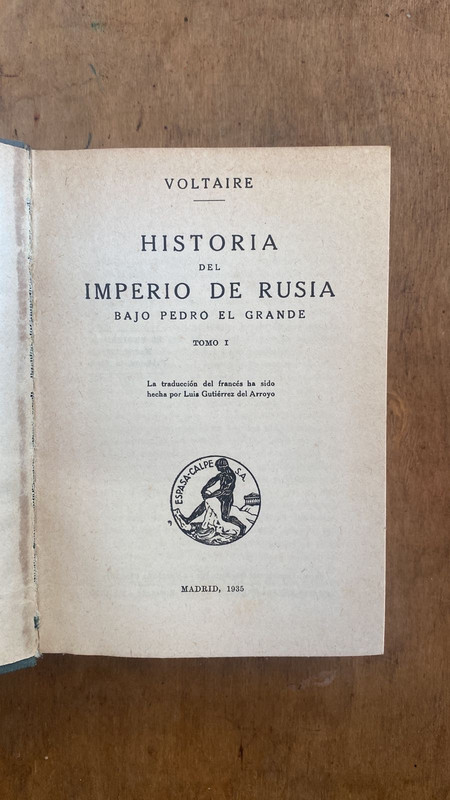 VOLTAIRE
HISTORIA
DEL
IMPERIO DE RUSIA
BAJO PEDRO EL GRANDE
TOMO I
La traducción del francés ha sido
hecha por Luis Gutiérrez del Arroyo
ESPASA-CALPE S.A.
MADRID, 1935